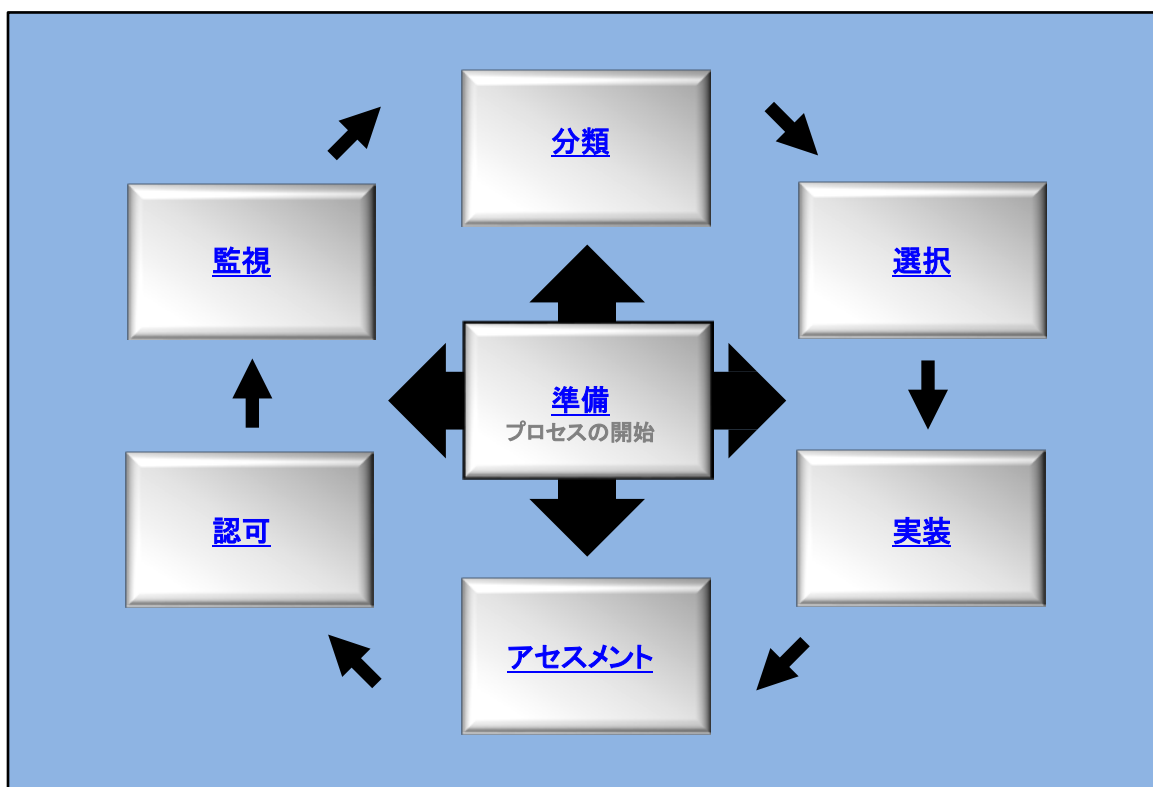 分類
監視
選択
準備
プロセスの開始
認可
実装
アセスメント